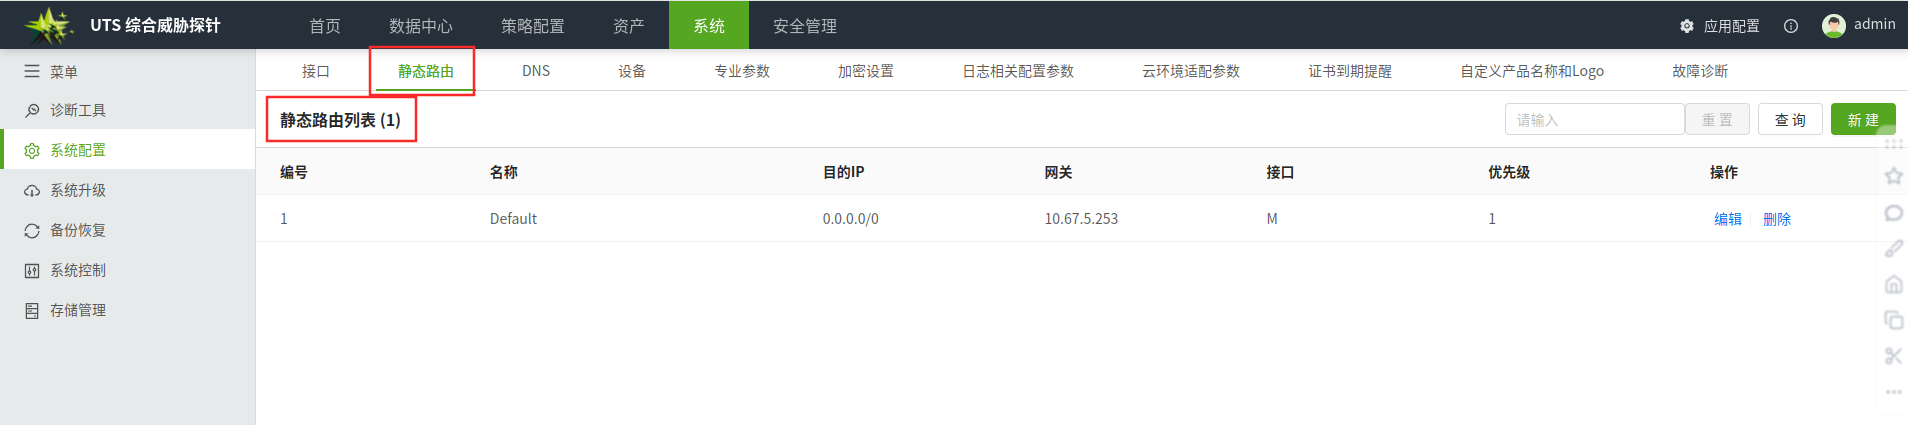 UTS 综合威胁探针 首页 数据中心 策略配置 资产 系统 安全管理 应用配置 admin
菜单
诊断工具
系统配置
系统升级
备份恢复
系统控制
存储管理
接口 静态路由 DNS 设备 专业参数 加密设置 日志相关配置参数 云环境适配参数 证书到期提醒 自定义产品名称和Logo 故障诊断
静态路由列表 (1) 请输入 重 置 查 询 新 建
编号 名称 目的IP 网关 接口 优先级 操作
1 Default 0.0.0.0/0 10.67.5.253 M 1 编辑 删除